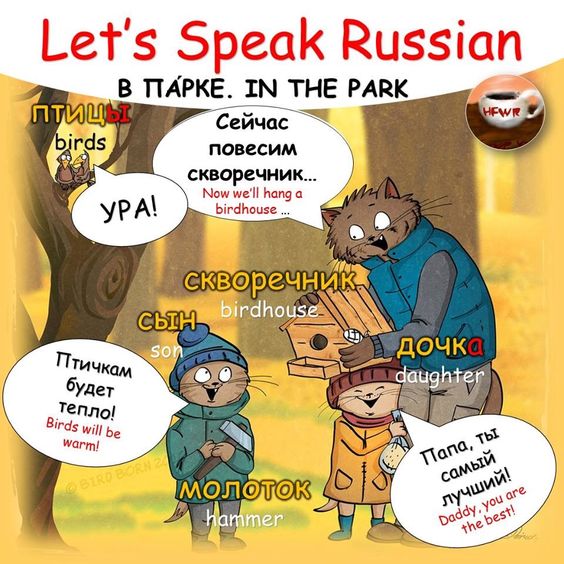 Let's Speak Russian
В ПА́РКЕ. IN THE PARK
HFWR
ПТИЦЫ
birds
УРА!
Сейчас
повесим
скворечник...
Now we'll hang a
birdhouse ...
скворечник
birdhouse
сын
son
дочка
daughter
Птичкам
будет
тепло!
Birds will be
warm!
Папа, ты
самый
лучший!
Daddy, you are
the best!
молоток
hammer
© BIRD BORN